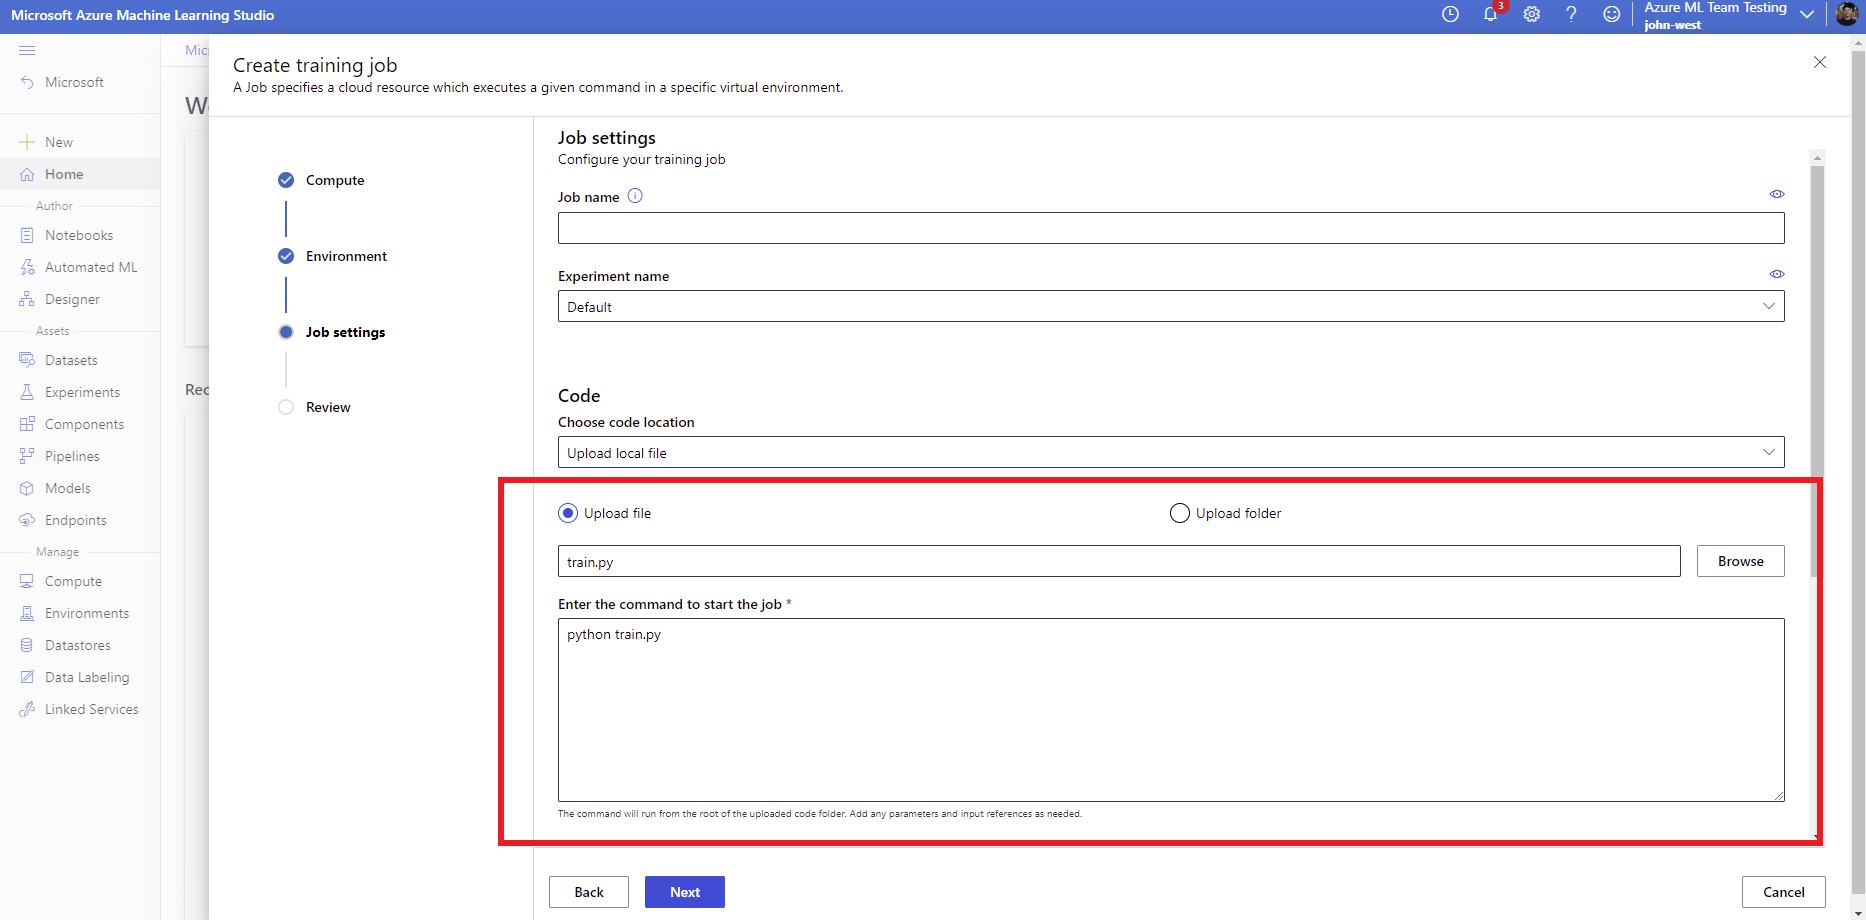 Microsoft Azure Machine Learning Studio
3
Azure ML Team Testing
john-west
Microsoft
New
Home
Author
Notebooks
Automated ML
Designer
Assets
Datasets
Experiments
Components
Pipelines
Models
Endpoints
Manage
Compute
Environments
Datastores
Data Labeling
Linked Services
Mic
We
Rec
Create training job
A Job specifies a cloud resource which executes a given command in a specific virtual environment.
Compute
Environment
Job settings
Review
Job settings
Configure your training job
Job name
Experiment name
Default
Code
Choose code location
Upload local file
Upload file
Upload folder
train.py
Browse
Enter the command to start the job *
python train.py
The command will run from the root of the uploaded code folder. Add any parameters and input references as needed.
Back
Next
Cancel